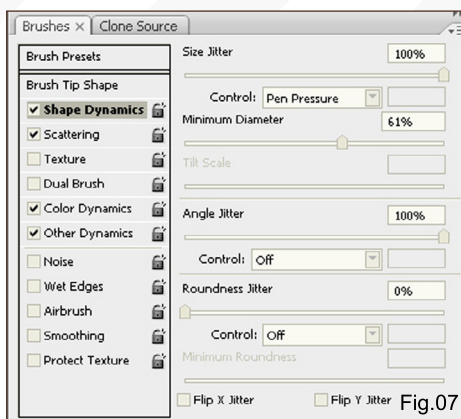 Brushes × Clone Source
Brush Presets
Brush Tip Shape
Shape Dynamics
Scattering
Texture
Dual Brush
Color Dynamics
Other Dynamics
Noise
Wet Edges
Airbrush
Smoothing
Protect Texture
Size Jitter 100%
Control: Pen Pressure
Minimum Diameter 61%
Tilt Scale
Angle Jitter 100%
Control: Off
Roundness Jitter 0%
Control: Off
Minimum Roundness
Flip X Jitter Flip Y Jitter
Fig.07